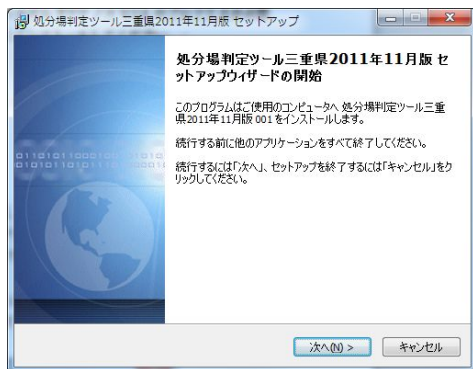 処分場判定ツール三重県2011年11月版 セットアップ
処分場判定ツール三重県2011年11月版 セ
ットアップウィザードの開始
このプログラムはご使用のコンピュータへ 処分場判定ツール三重
県2011年11月版 001 をインストールします。
続行する前に他のアプリケーションをすべて終了してください。
続行するには「次へ」、セットアップを終了するには「キャンセル」をク
リックしてください。
次へ(N) >
キャンセル